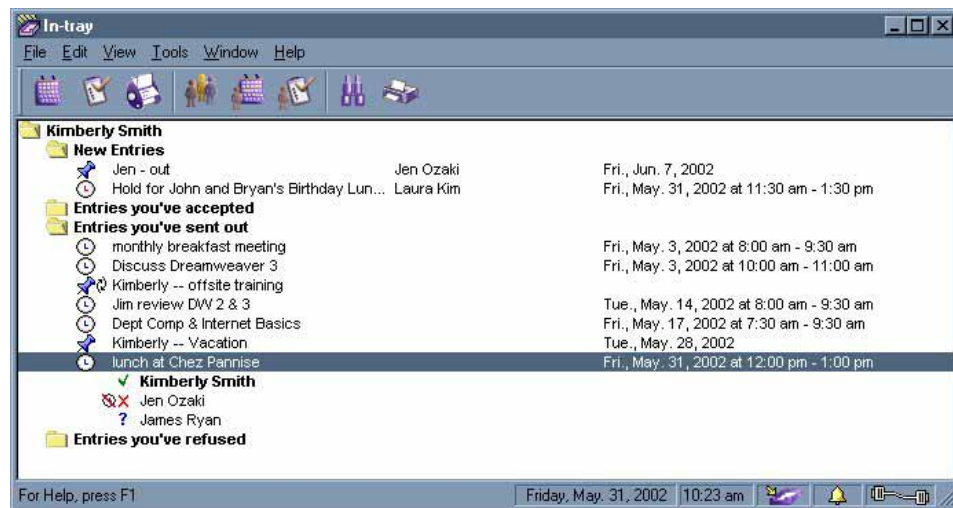 In-tray
File Edit View Tools Window Help
Kimberly Smith
New Entries
Jen - out Jen Ozaki Fri., Jun. 7, 2002
Hold for John and Bryan's Birthday Lun... Laura Kim Fri., May. 31, 2002 at 11:30 am - 1:30 pm
Entries you've accepted
Entries you've sent out
monthly breakfast meeting Fri., May. 3, 2002 at 8:00 am - 9:30 am
Discuss Dreamweaver 3 Fri., May. 3, 2002 at 10:00 am - 11:00 am
Kimberly -- offsite training
Jim review DW 2 & 3 Tue., May. 14, 2002 at 8:00 am - 9:30 am
Dept Comp & Internet Basics Fri., May. 17, 2002 at 7:30 am - 9:30 am
Kimberly -- Vacation Tue., May. 28, 2002
lunch at Chez Pannise Fri., May. 31, 2002 at 12:00 pm - 1:00 pm
Kimberly Smith
Jen Ozaki
? James Ryan
Entries you've refused
For Help, press F1 Friday, May. 31, 2002 10:23 am